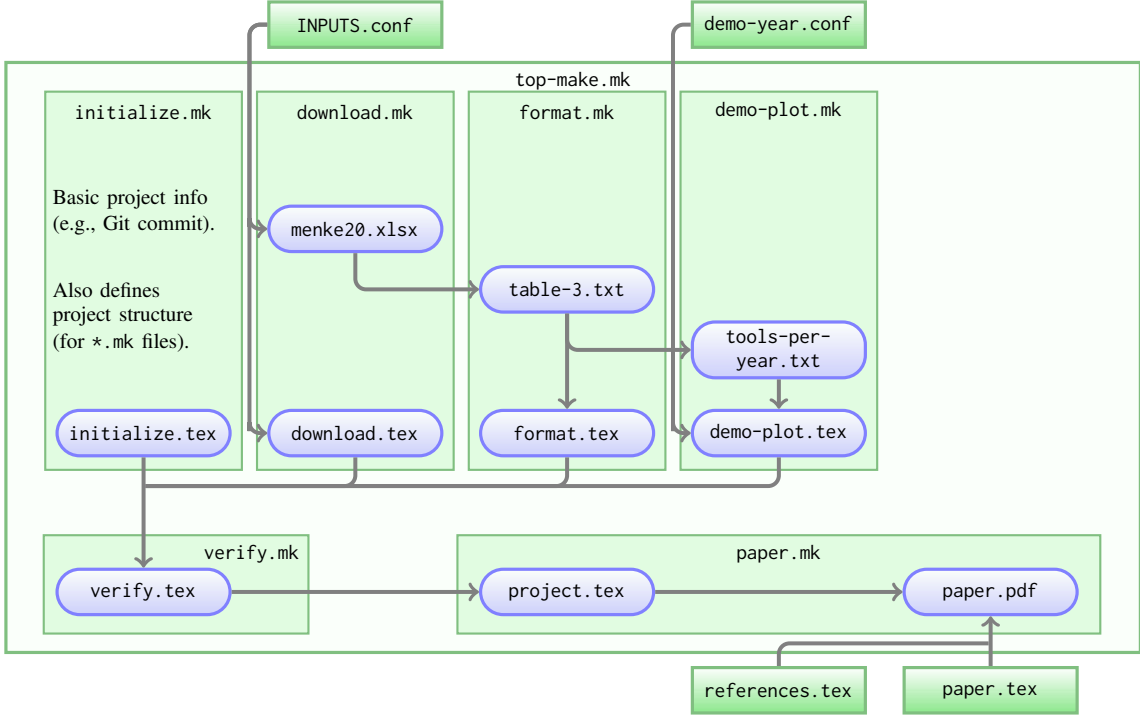 INPUTS.conf
demo-year.conf
top-make.mk
initialize.mk
download.mk
format.mk
demo-plot.mk
Basic project info
(e.g., Git commit).
menke20.xlsx
Also defines
project structure
(for *.mk files).
table-3.txt
tools-per-
year.txt
initialize.tex
download.tex
format.tex
demo-plot.tex
verify.mk
paper.mk
verify.tex
project.tex
paper.pdf
references.tex
paper.tex